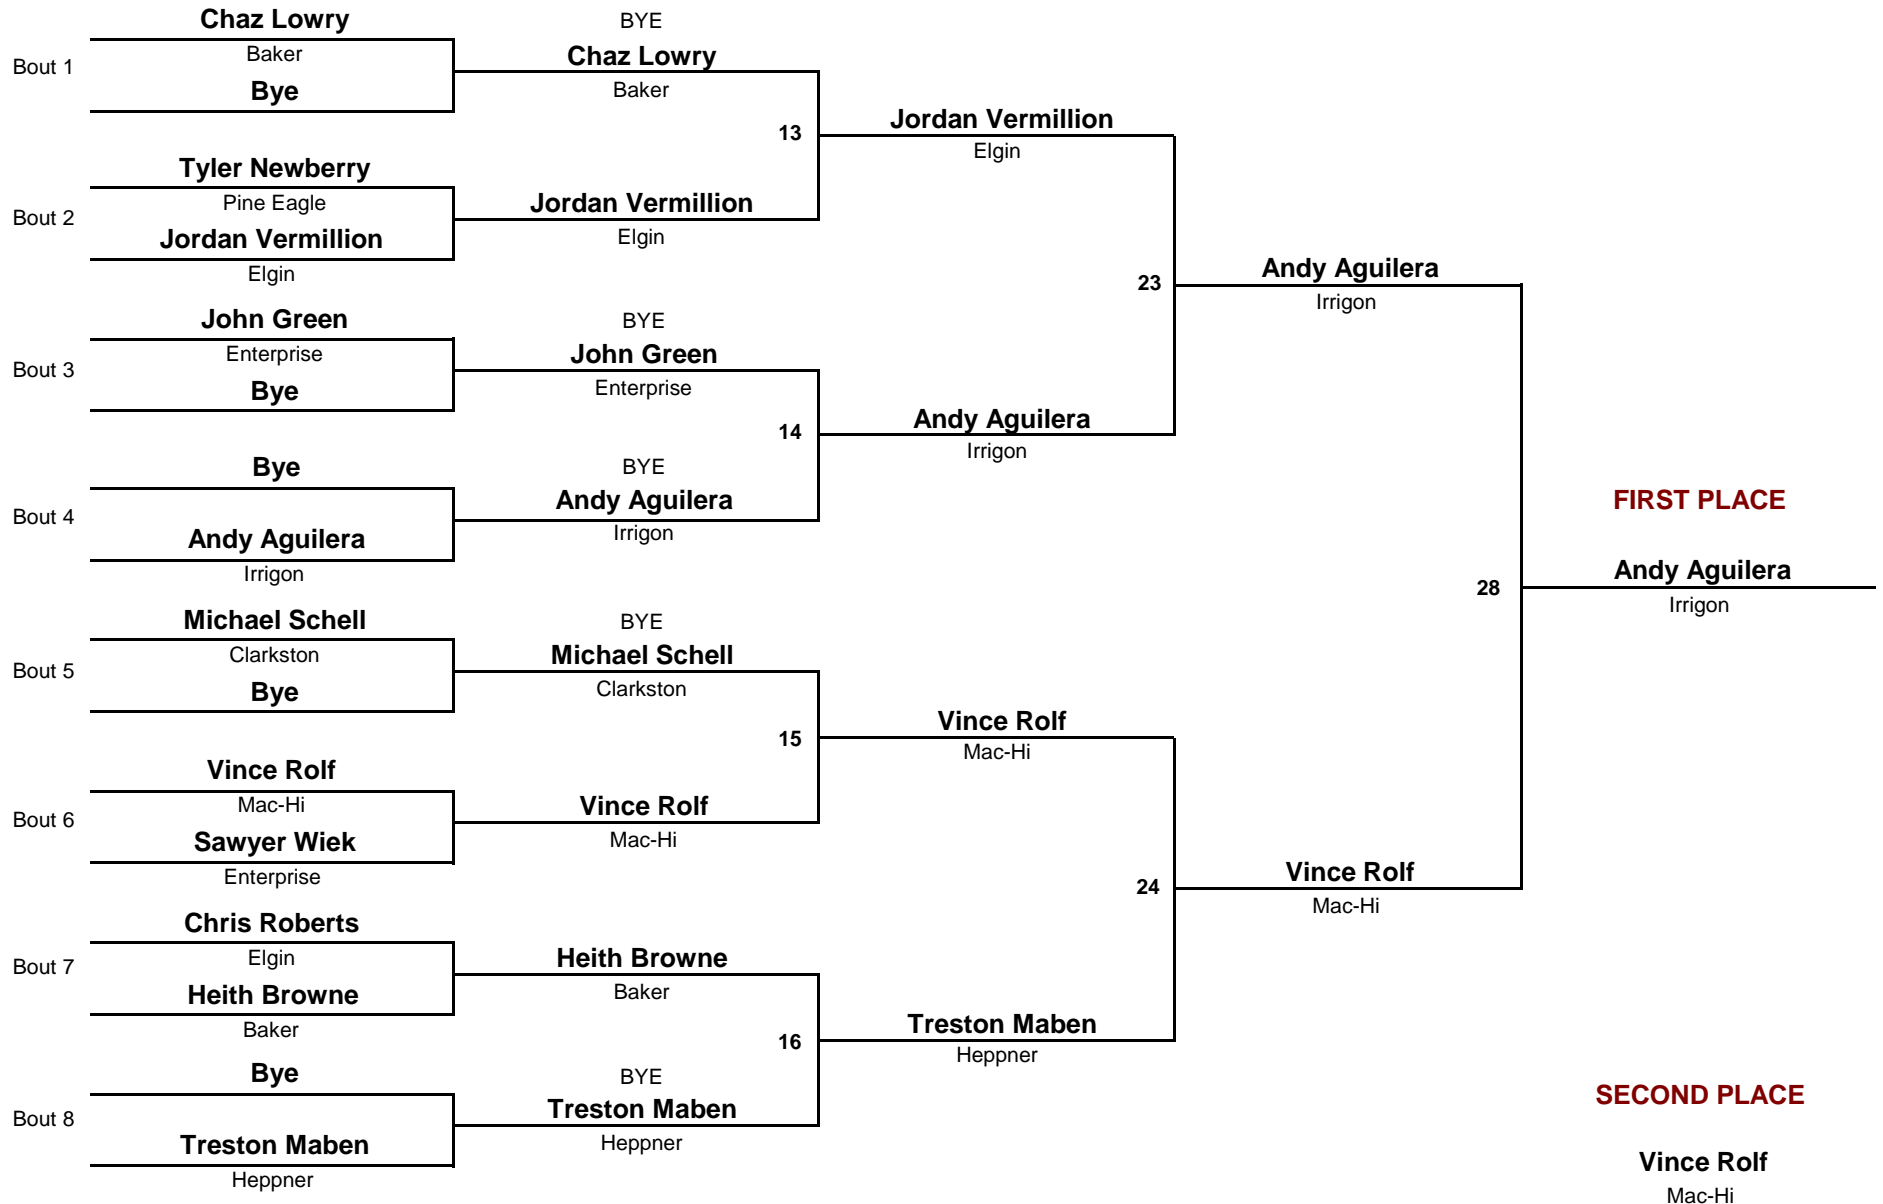 Chaz Lowry
Baker
Bout 1
Bye
Tyler Newberry
Pine Eagle
Bout 2
Jordan Vermillion
Elgin
John Green
Enterprise
Bout 3
Bye
Bye
Bout 4
Andy Aguilera
Irrigon
Michael Schell
Clarkston
Bout 5
Bye
Vince Rolf
Mac-Hi
Bout 6
Sawyer Wiek
Enterprise
Chris Roberts
Elgin
Bout 7
Heith Browne
Baker
Bye
Bout 8
Treston Maben
Heppner
BYE
Chaz Lowry
Baker
13
Jordan Vermillion
Elgin
BYE
John Green
Enterprise
14
BYE
Andy Aguilera
Irrigon
BYE
Michael Schell
Clarkston
15
Vince Rolf
Mac-Hi
Heith Browne
Baker
16
BYE
Treston Maben
Heppner
Jordan Vermillion
Elgin
23
Andy Aguilera
Irrigon
Vince Rolf
Mac-Hi
24
Treston Maben
Heppner
Andy Aguilera
Irrigon
28
Vince Rolf
Mac-Hi
FIRST PLACE
Andy Aguilera
Irrigon
SECOND PLACE
Vince Rolf
Mac-Hi